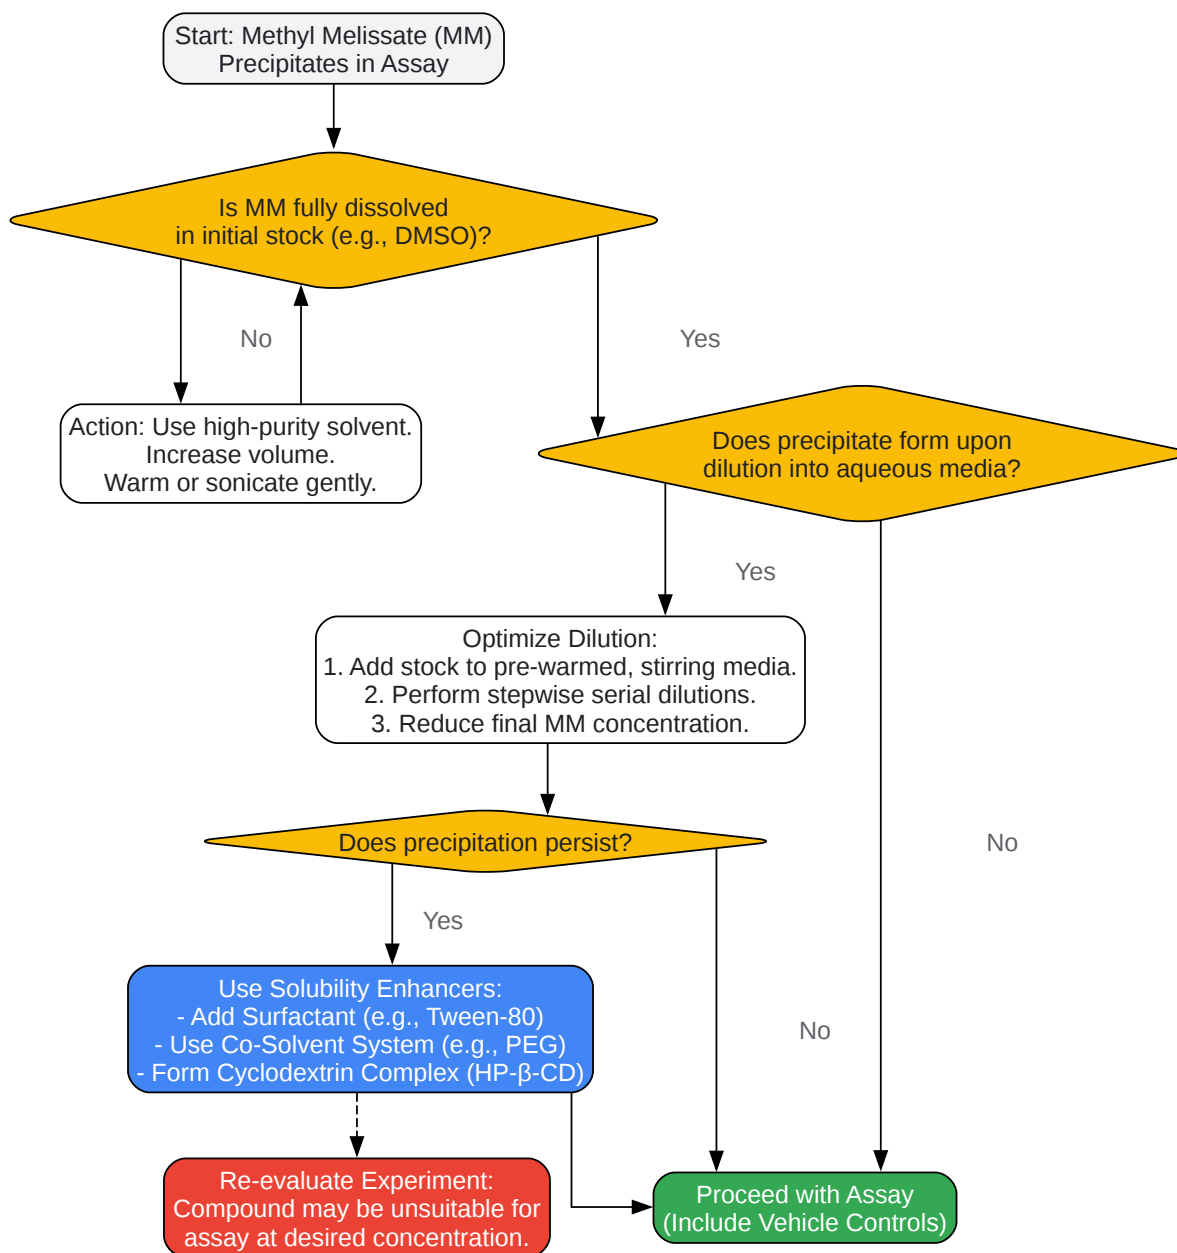 Start: Methyl Melissate (MM)
Precipitates in Assay
Is MM fully dissolved
in initial stock (e.g., DMSO)?
No
Yes
Action: Use high-purity solvent.
Increase volume.
Warm or sonicate gently.
Does precipitate form upon
dilution into aqueous media?
Yes
Optimize Dilution:
1. Add stock to pre-warmed, stirring media.
2. Perform stepwise serial dilutions.
3. Reduce final MM concentration.
Does precipitation persist?
No
Yes
Use Solubility Enhancers:
- Add Surfactant (e.g., Tween-80)
- Use Co-Solvent System (e.g., PEG)
- Form Cyclodextrin Complex (HP-β-CD)
No
Re-evaluate Experiment:
Compound may be unsuitable for
assay at desired concentration.
Proceed with Assay
(Include Vehicle Controls)